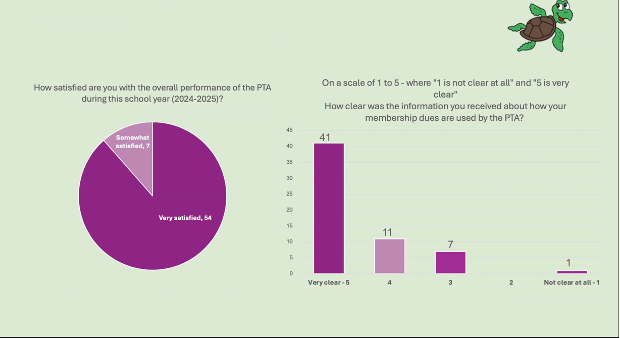 How satisfied are you with the overall performance of the PTA
during this school year (2024-2025)?
Somewhat
satisfied, 7
Very satisfied, 54
On a scale of 1 to 5 - where "1 is not clear at all" and "5 is very
clear"
How clear was the information you received about how your
membership dues are used by the PTA?
45
40
35
30
25
20
15
10
5
0
41
11
7
1
Very clear - 5
4
3
2
Not clear at all - 1